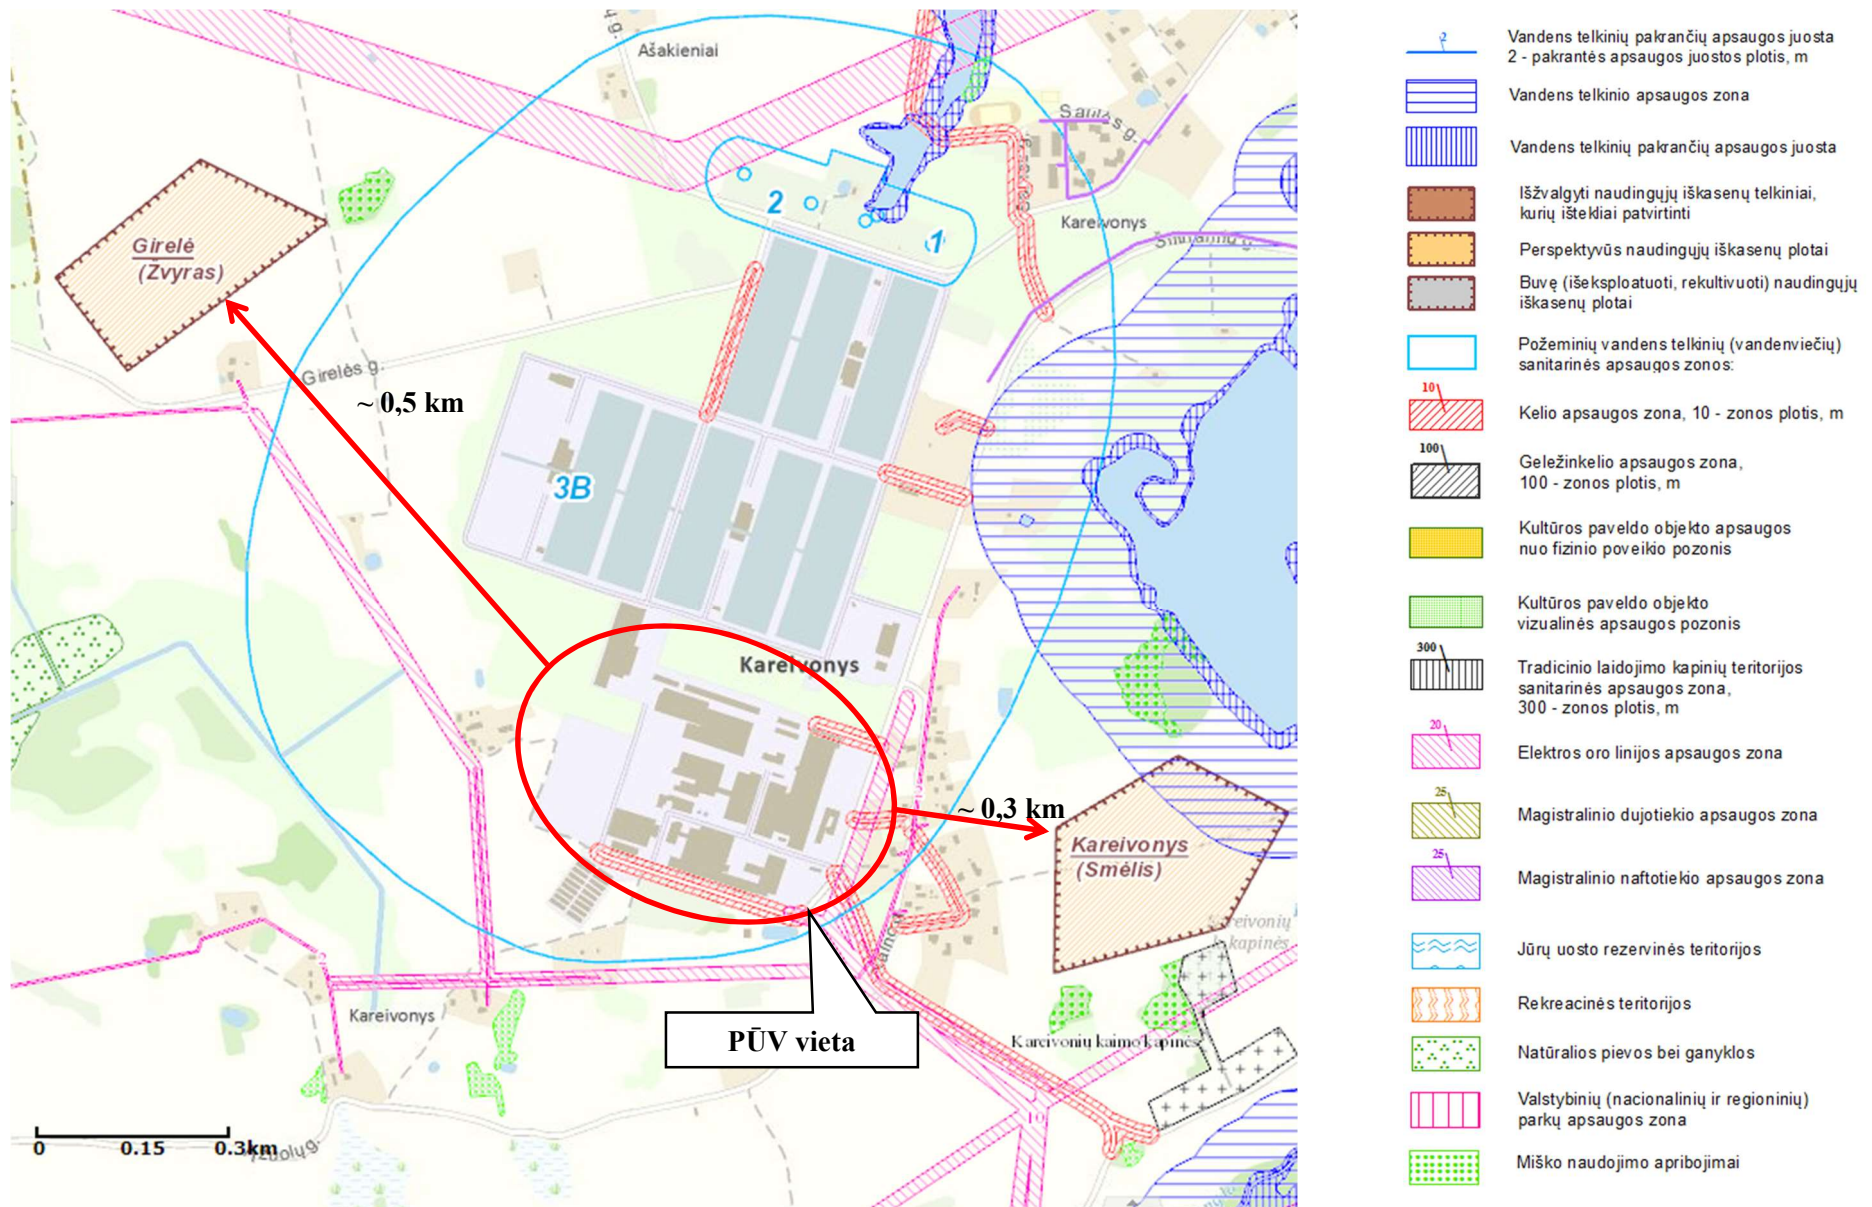 Ašakieniai
Saulės g.
Kareivonys
2
1
Girelė
(Žvyras)
Girelės g.
~ 0,5 km
3B
Kareivonys
~ 0,3 km
Kareivonys
(Smėlis)
kapinės
PŪV vieta
Kareivonys
Kareivonių kaimo kapinės
0 0.15 0.3km
2
Vandens telkinių pakrančių apsaugos juosta
2 - pakrantės apsaugos juostos plotis, m
Vandens telkinio apsaugos zona
Vandens telkinių pakrančių apsaugos juosta
Išžvalgyti naudingųjų iškasenų telkiniai,
kurių ištekliai patvirtinti
Perspektyvūs naudingųjų iškasenų plotai
Buvę (išeksploatuoti, rekultivuoti) naudingųjų
iškasenų plotai
Požeminių vandens telkinių (vandenviečių)
sanitarinės apsaugos zonos:
10
Kelio apsaugos zona, 10 - zonos plotis, m
100
Geležinkelio apsaugos zona,
100 - zonos plotis, m
Kultūros paveldo objekto apsaugos
nuo fizinio poveikio pozonis
Kultūros paveldo objekto
vizualinės apsaugos pozonis
300
Tradicinio laidojimo kapinių teritorijos
sanitarinės apsaugos zona,
300 - zonos plotis, m
20
Elektros oro linijos apsaugos zona
25
Magistralinio dujotiekio apsaugos zona
25
Magistralinio naftotiekio apsaugos zona
Jūrų uosto rezervinės teritorijos
Rekreacinės teritorijos
Natūralios pievos bei ganyklos
Valstybinių (nacionalinių ir regioninių)
parkų apsaugos zona
Miško naudojimo apribojimai